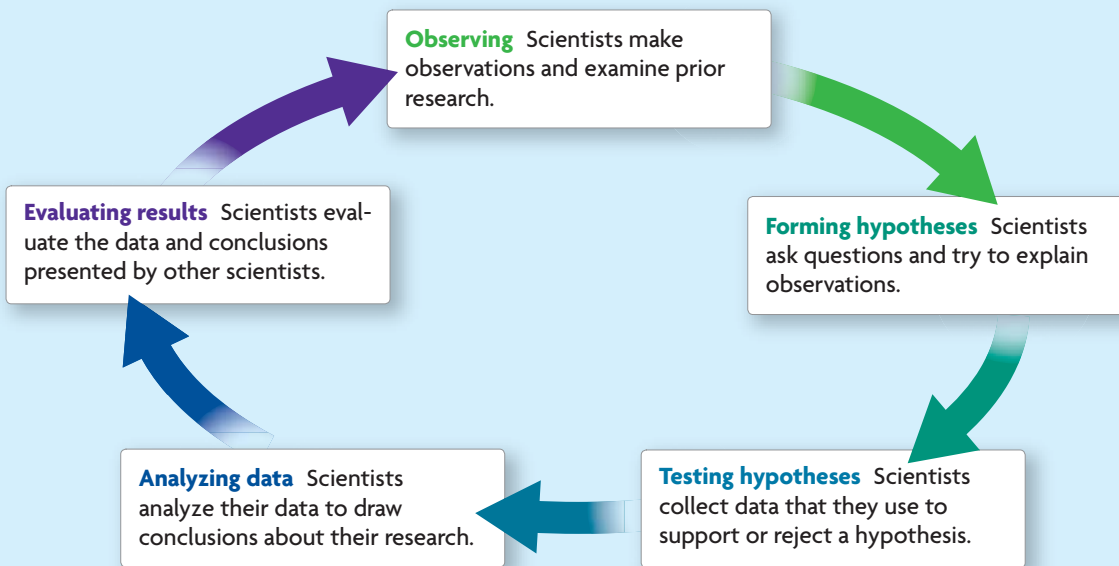 Observing Scientists make
observations and examine prior
research.
Forming hypotheses Scientists
ask questions and try to explain
observations.
Testing hypotheses Scientists
collect data that they use to
support or reject a hypothesis.
Analyzing data Scientists
analyze their data to draw
conclusions about their research.
Evaluating results Scientists eval-
uate the data and conclusions
presented by other scientists.